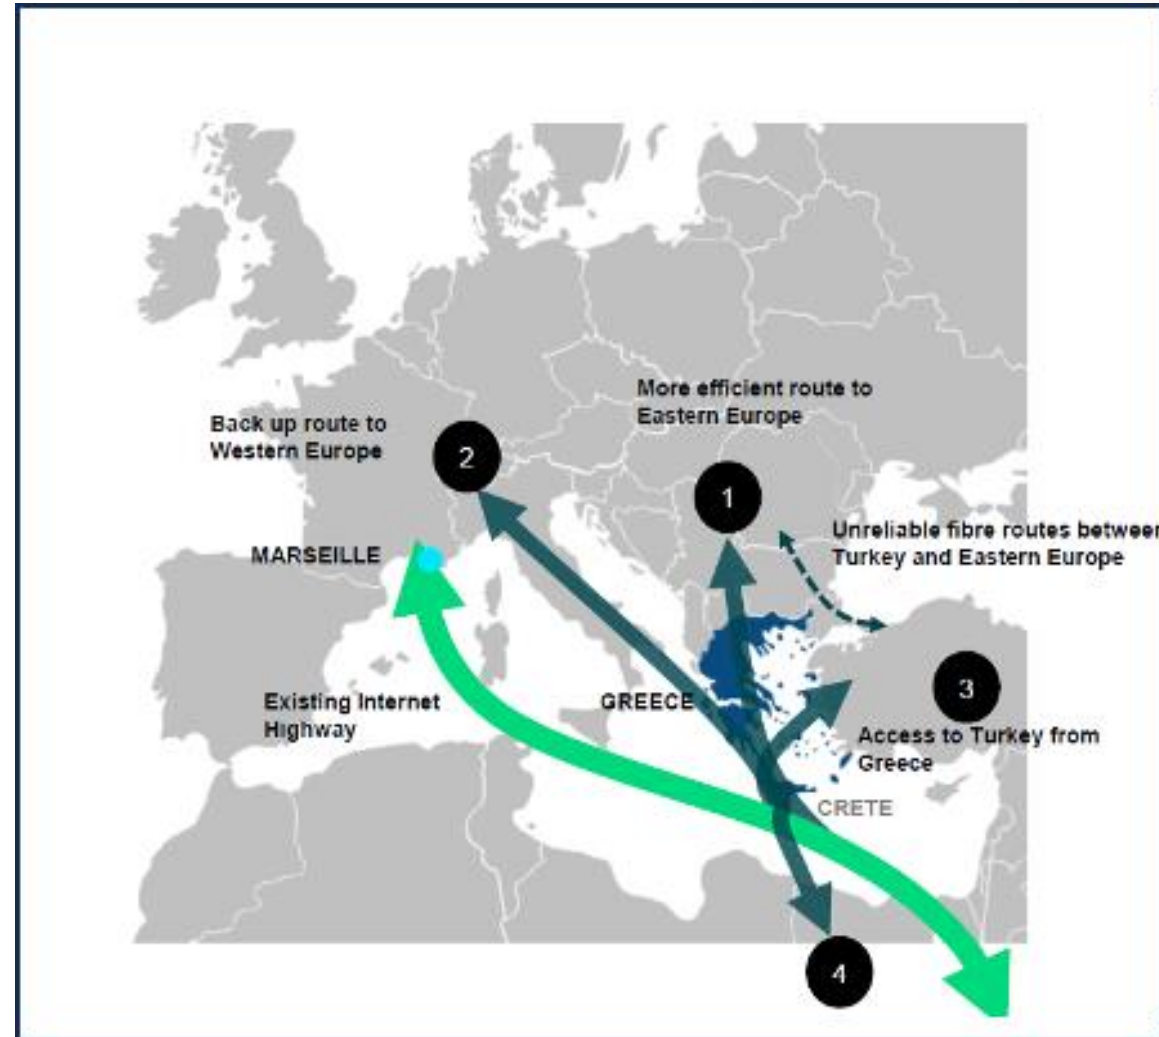 More efficient route to
Eastern Europe
Back up route to
Western Europe
2
1
Unreliable fibre routes between
Turkey and Eastern Europe
MARSEILLE
3
Existing Internet
Highway
GREECE
Access to Turkey from
Greece
CRETE
4